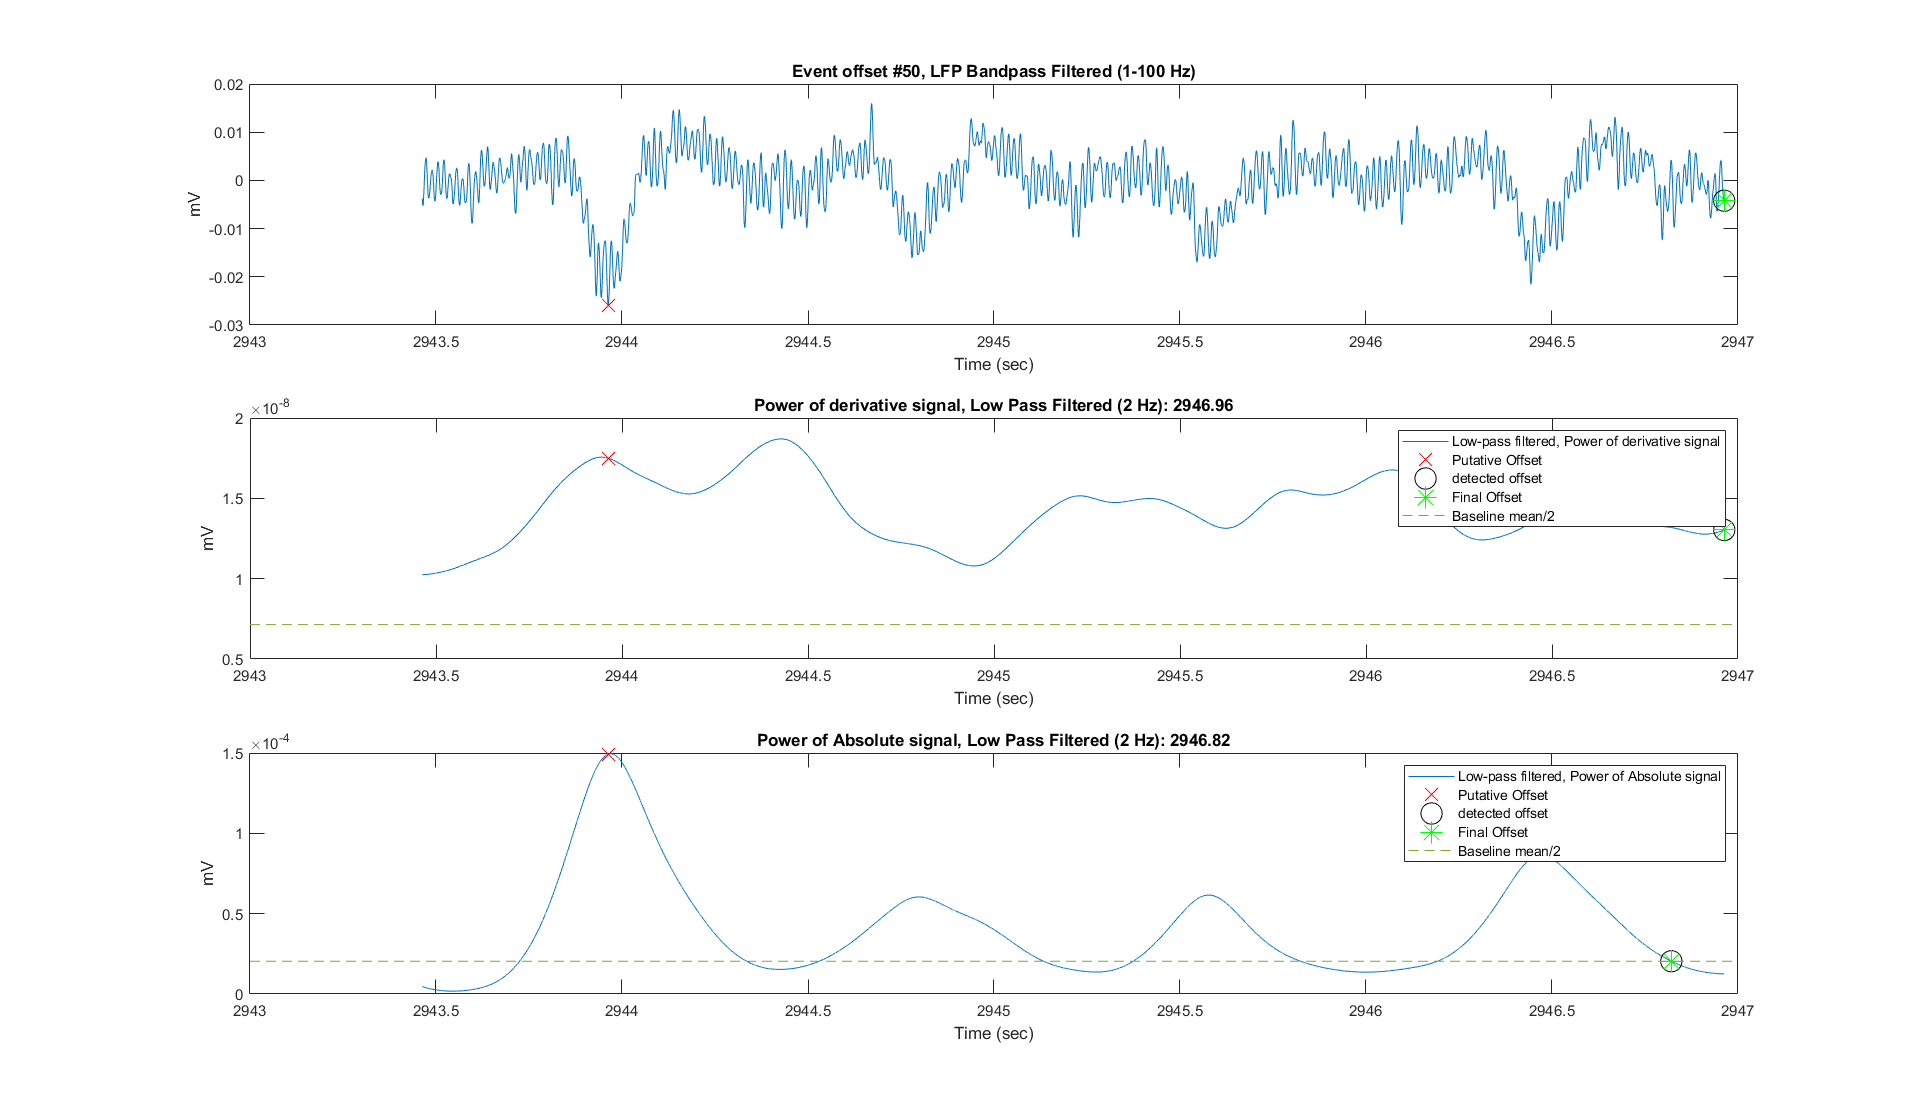 Event offset #50, LFP Bandpass Filtered (1-100 Hz)
0.02
0.01
0
-0.01
-0.02
-0.03
mV
2943 2943.5 2944 2944.5 2945 2945.5 2946 2946.5 2947
Time (sec)
Power of derivative signal, Low Pass Filtered (2 Hz): 2946.96
×10-8
2
1.5
1
0.5
mV
Low-pass filtered, Power of derivative signal
Putative Offset
detected offset
Final Offset
Baseline mean/2
2943 2943.5 2944 2944.5 2945 2945.5 2946 2946.5 2947
Time (sec)
Power of Absolute signal, Low Pass Filtered (2 Hz): 2946.82
×10-4
1.5
1
0.5
0
mV
Low-pass filtered, Power of Absolute signal
Putative Offset
detected offset
Final Offset
Baseline mean/2
2943 2943.5 2944 2944.5 2945 2945.5 2946 2946.5 2947
Time (sec)